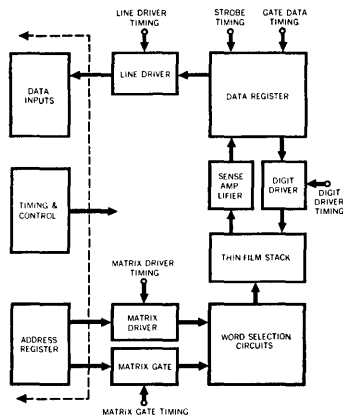 LINE DRIVER
TIMING
STROBE
TIMING
GATE DATA
TIMING
DATA
INPUTS
LINE DRIVER
DATA REGISTER
TIMING &
CONTROL
SENSE
AMP
LIFIER
DIGIT
DRIVER
DIGIT
DRIVER
TIMING
THIN FILM STACK
MATRIX DRIVER
TIMING
ADDRESS
REGISTER
MATRIX
DRIVER
MATRIX GATE
WORD SELECTION
CIRCUITS
MATRIX GATE TIMING